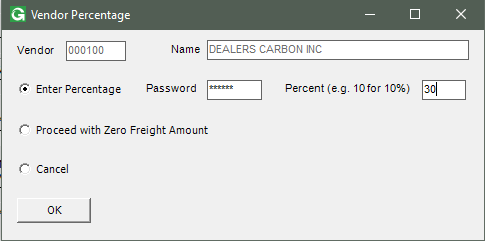 Vendor Percentage
Vendor 000100 Name DEALERS CARBON INC
Enter Percentage Password ****** Percent (e.g. 10 for 10%) 30
Proceed with Zero Freight Amount
Cancel
OK